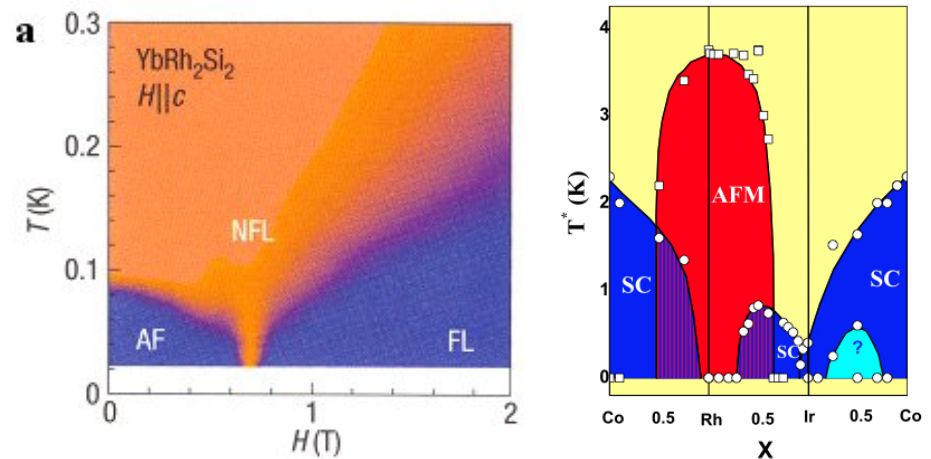 a
0.3
0.2
0.1
0
T (K)
YbRh₂Si₂
H||c
NFL
AF
FL
0
1
2
H (T)
4
3
2
1
0
T* (K)
AFM
SC
SC
SC
?
Co
0.5
Rh
0.5
Ir
0.5
Co
X